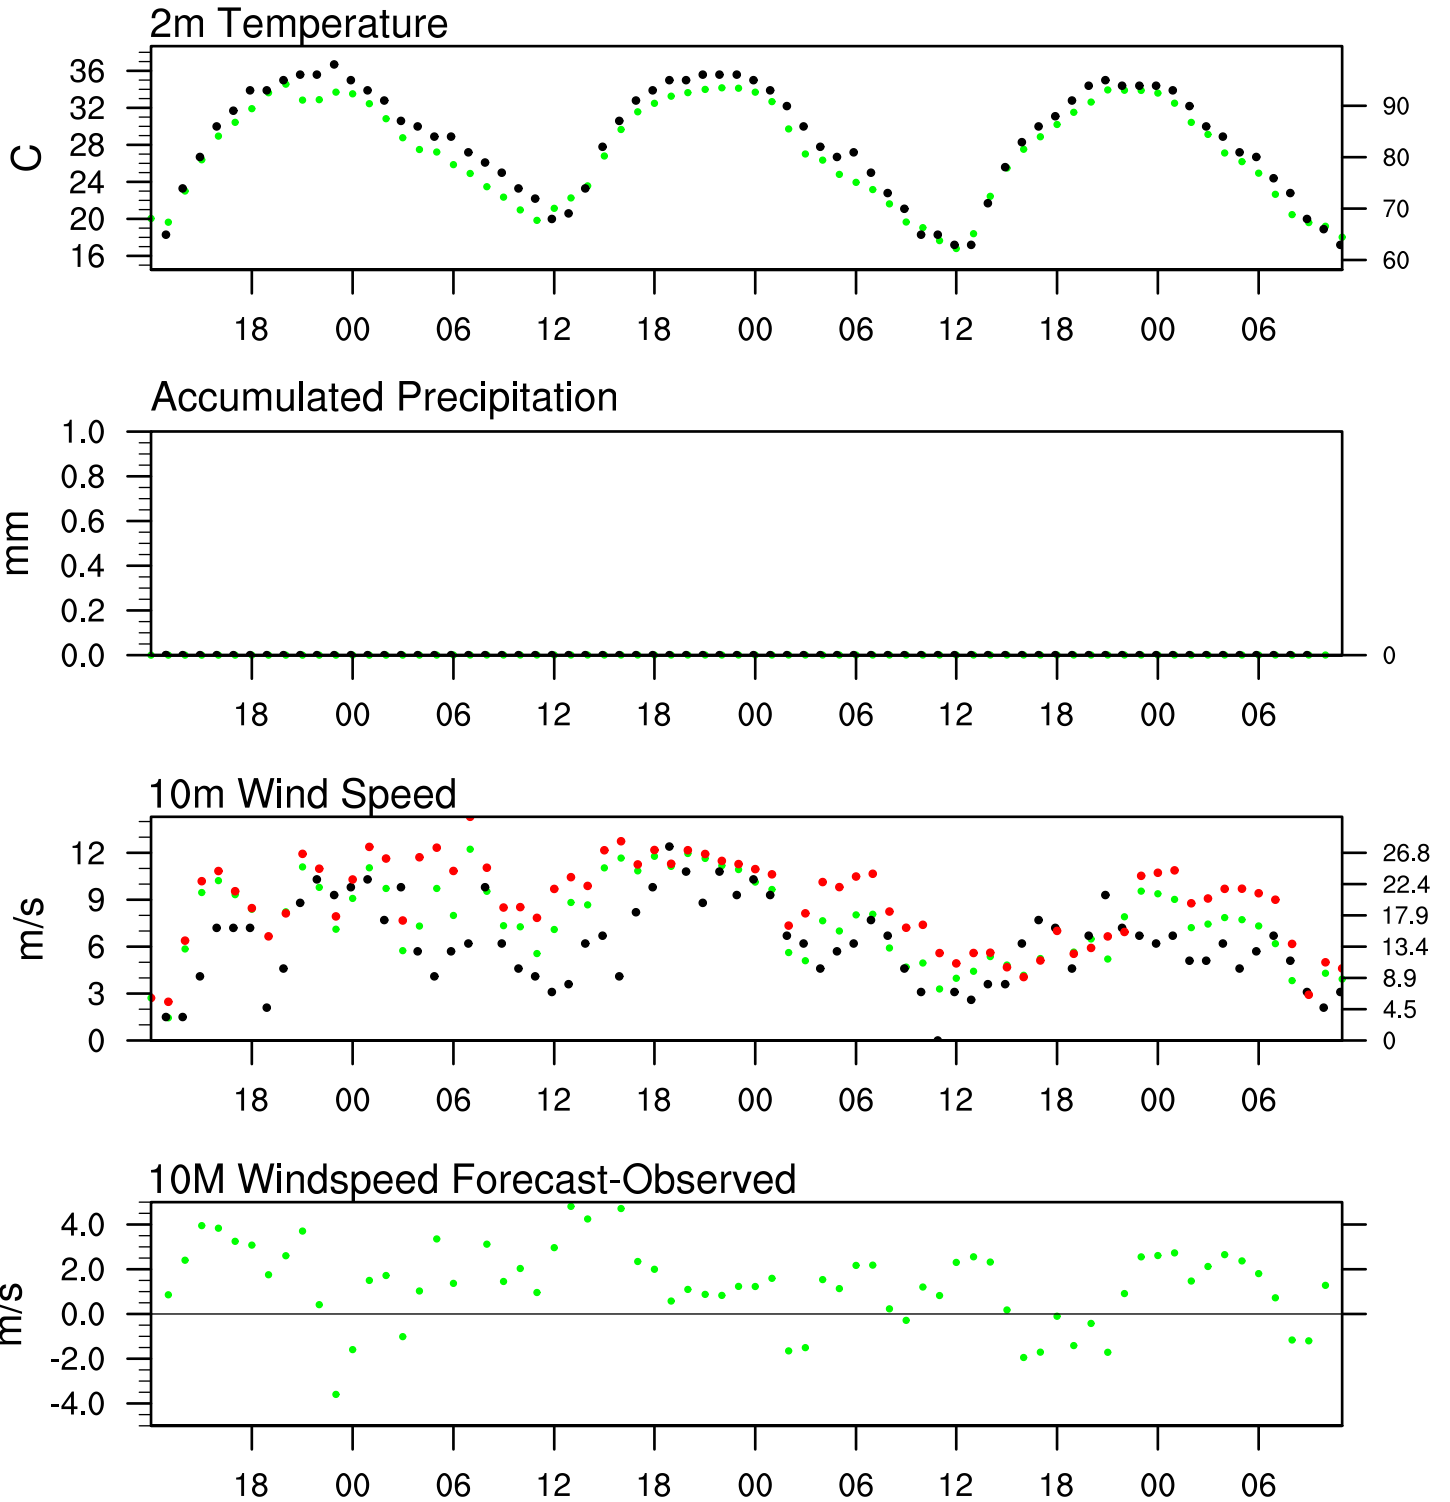 2m Temperature
36
32
28
24
20
16
C
90
80
70
60
18 00 06 12 18 00 06 12 18 00 06
Accumulated Precipitation
1.0
0.8
0.6
0.4
0.2
0.0
mm
0
18 00 06 12 18 00 06 12 18 00 06
10m Wind Speed
12
9
6
3
0
m/s
26.8
22.4
17.9
13.4
8.9
4.5
0
18 00 06 12 18 00 06 12 18 00 06
10M Windspeed Forecast-Observed
4.0
2.0
0.0
-2.0
-4.0
m/s
18 00 06 12 18 00 06 12 18 00 06